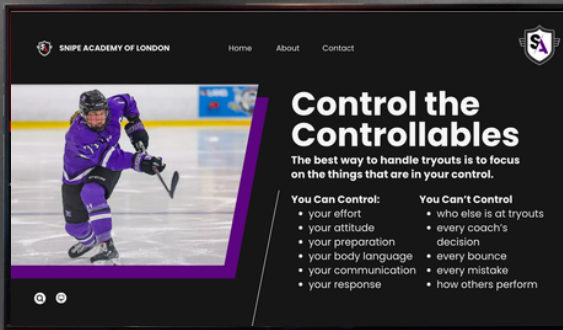 SNIPE ACADEMY OF LONDON
Home About Contact
SA
Control the
Controllables
The best way to handle tryouts is to focus
on the things that are in your control.
You Can Control:
• your effort
• your attitude
• your preparation
• your body language
• your communication
• your response
You Can't Control
• who else is at tryouts
• every coach's
decision
• every bounce
• every mistake
• how others perform